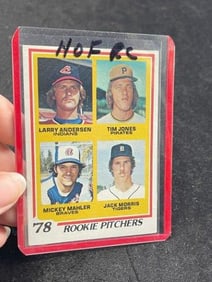 HOF RC
LARRY ANDERSEN
INDIANS
TIM JONES
PIRATES
MICKEY MAHLER
BRAVES
JACK MORRIS
TIGERS
'78 ROOKIE PITCHERS